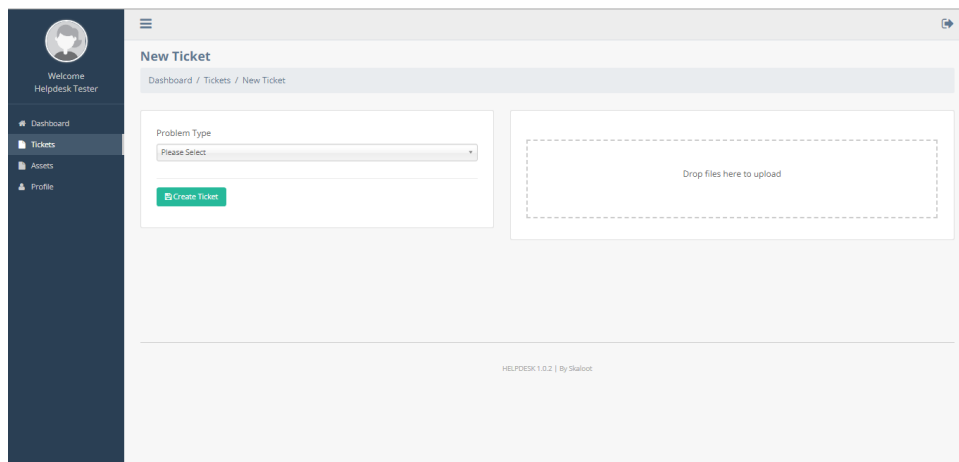 Welcome
Helpdesk Tester
Dashboard
Tickets
Assets
Profile
New Ticket
Dashboard / Tickets / New Ticket
Problem Type
Please Select
Create Ticket
Drop files here to upload
HELPDESK 1.0.2 | By Skaloot